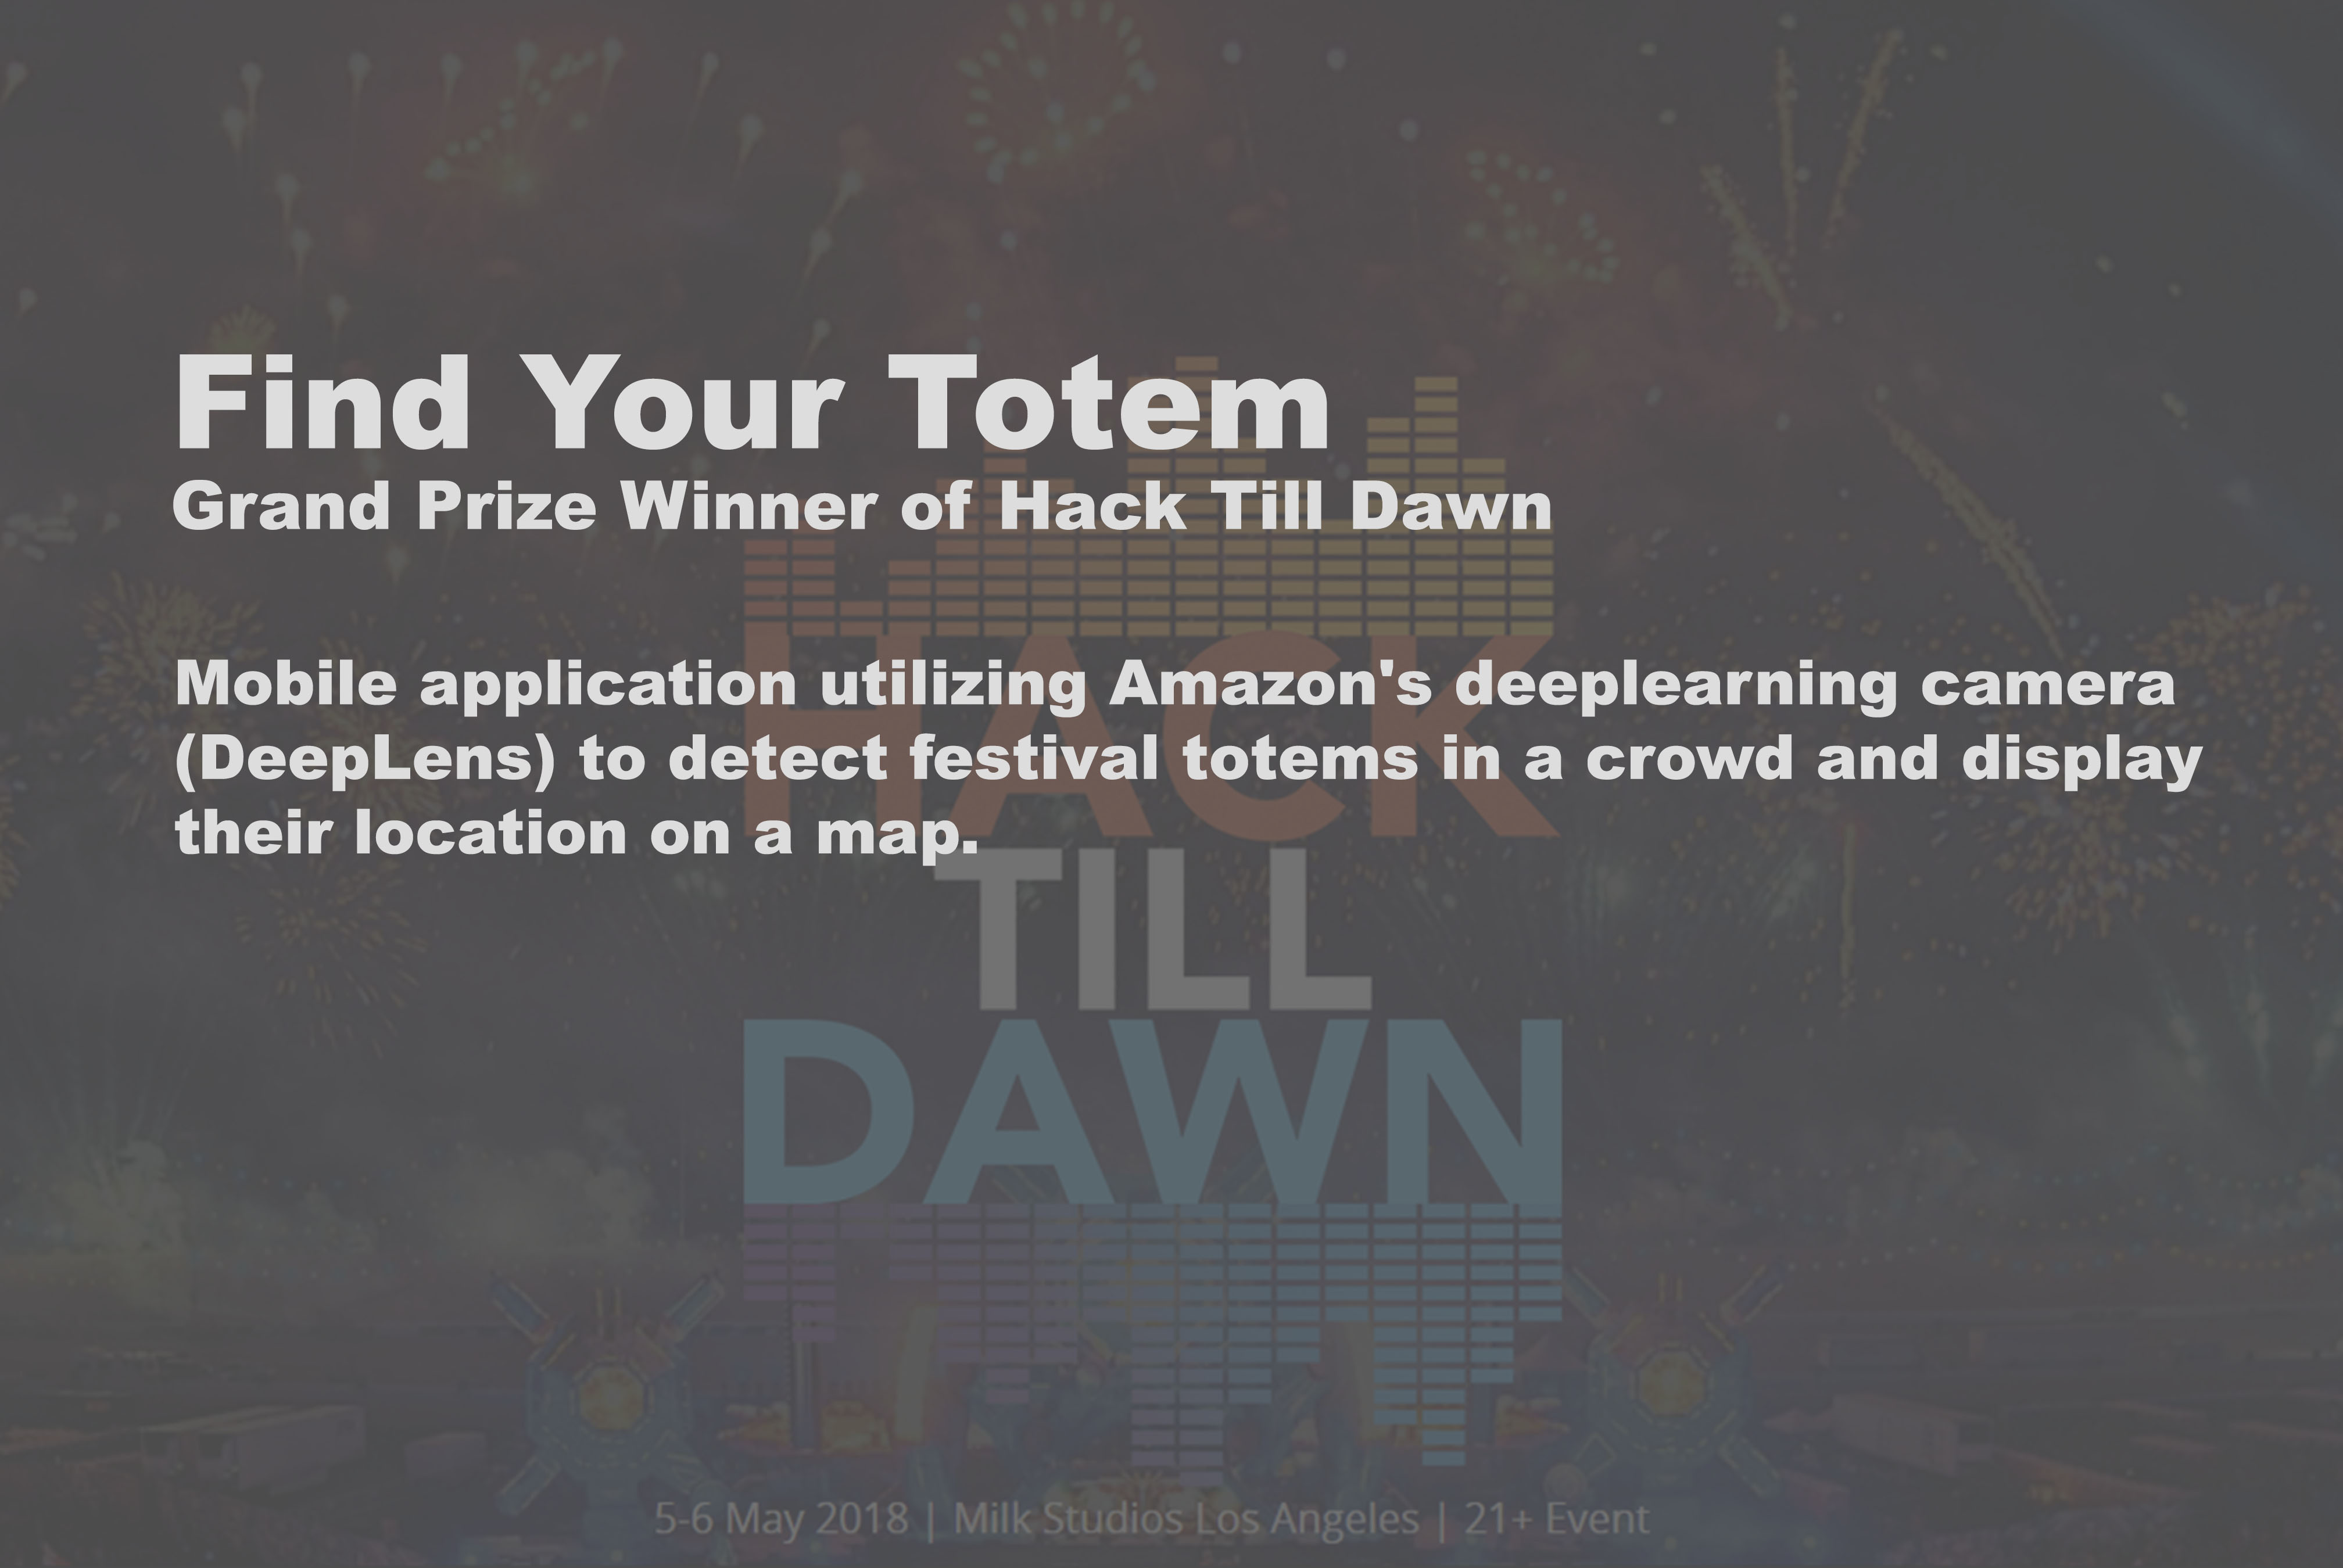 Find Your Totem
Grand Prize Winner of Hack Till Dawn
Mobile application utilizing Amazon's deeplearning camera
(DeepLens) to detect festival totems in a crowd and display
their location on a map.
HACK
TILL
DAWN
5-6 May 2018 | Milk Studios Los Angeles | 21+ Event